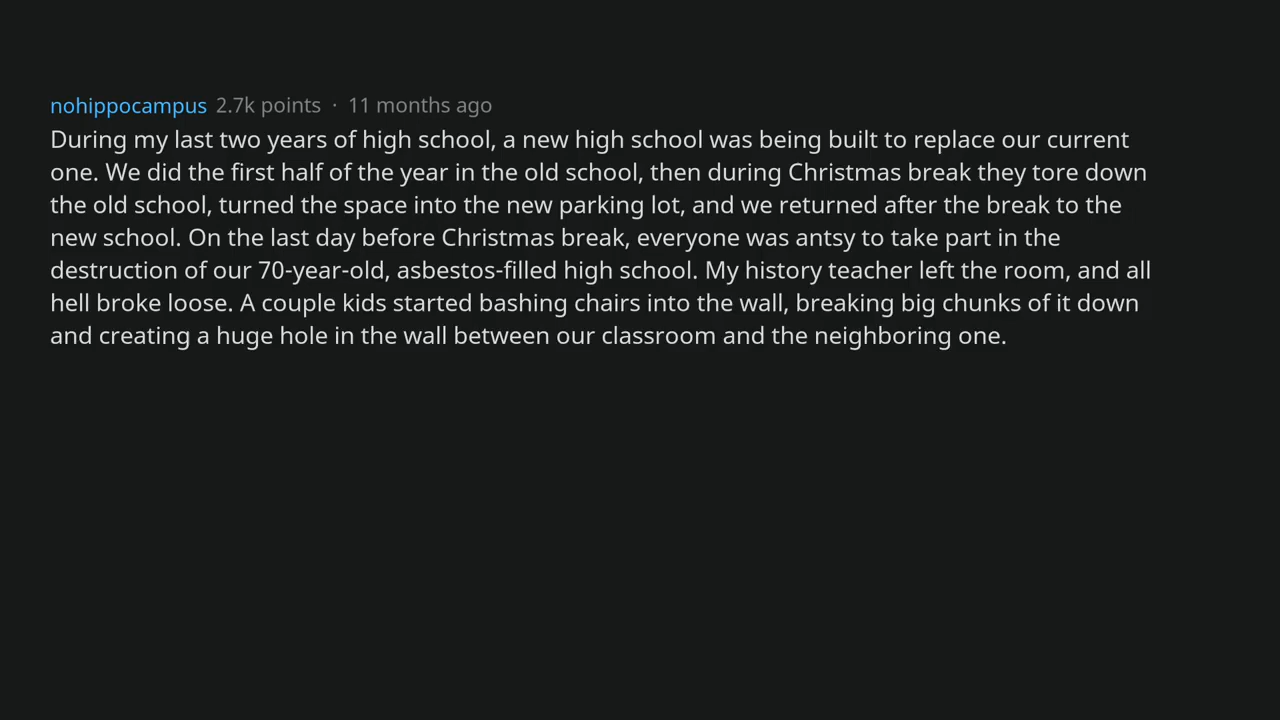 nohippocampus 2.7k points · 11 months ago
During my last two years of high school, a new high school was being built to replace our current
one. We did the first half of the year in the old school, then during Christmas break they tore down
the old school, turned the space into the new parking lot, and we returned after the break to the
new school. On the last day before Christmas break, everyone was antsy to take part in the
destruction of our 70-year-old, asbestos-filled high school. My history teacher left the room, and all
hell broke loose. A couple kids started bashing chairs into the wall, breaking big chunks of it down
and creating a huge hole in the wall between our classroom and the neighboring one.